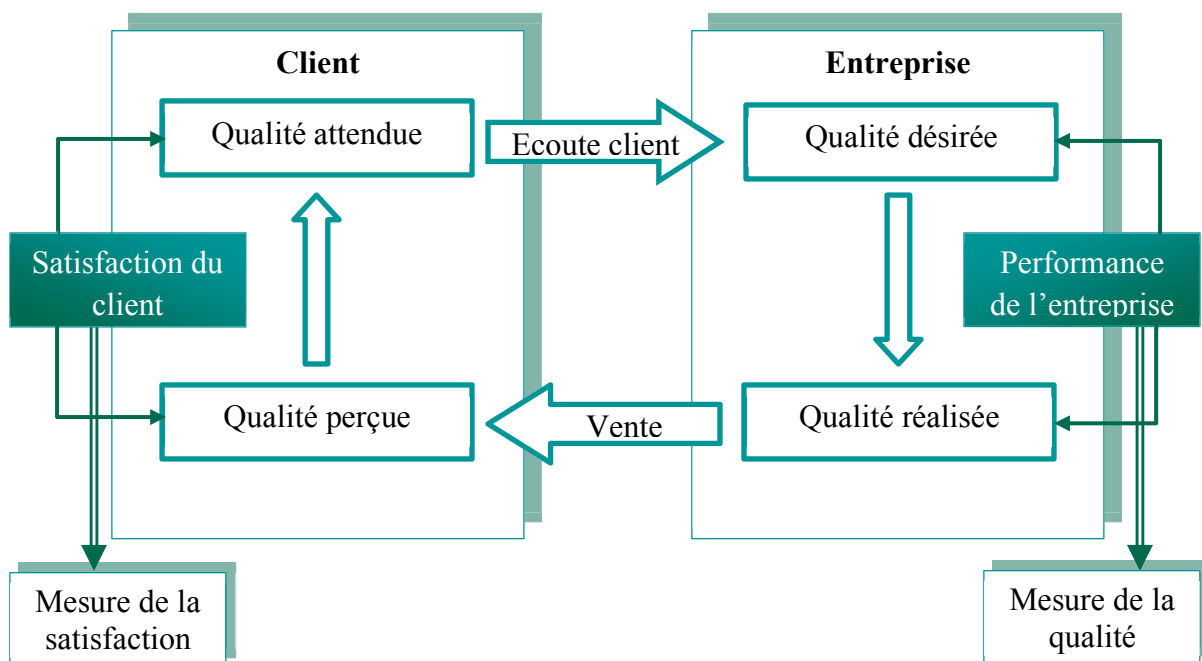 Client
Entreprise
Qualité attendue
Ecoute client
Qualité désirée
Satisfaction du
client
Performance
de l’entreprise
Qualité perçue
Vente
Qualité réalisée
Mesure de la
satisfaction
Mesure de la
qualité